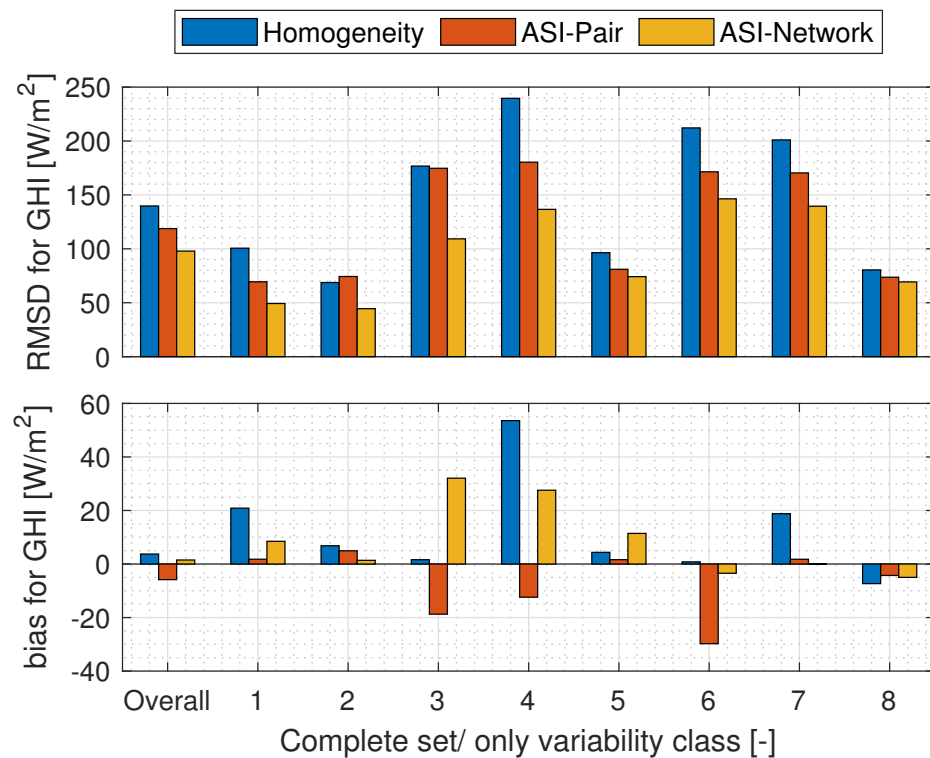 Homogeneity ASI-Pair ASI-Network
RMSD for GHI [W/m²]
250
200
150
100
50
0
bias for GHI [W/m²]
60
40
20
0
-20
-40
Overall 1 2 3 4 5 6 7 8
Complete set/ only variability class [-]